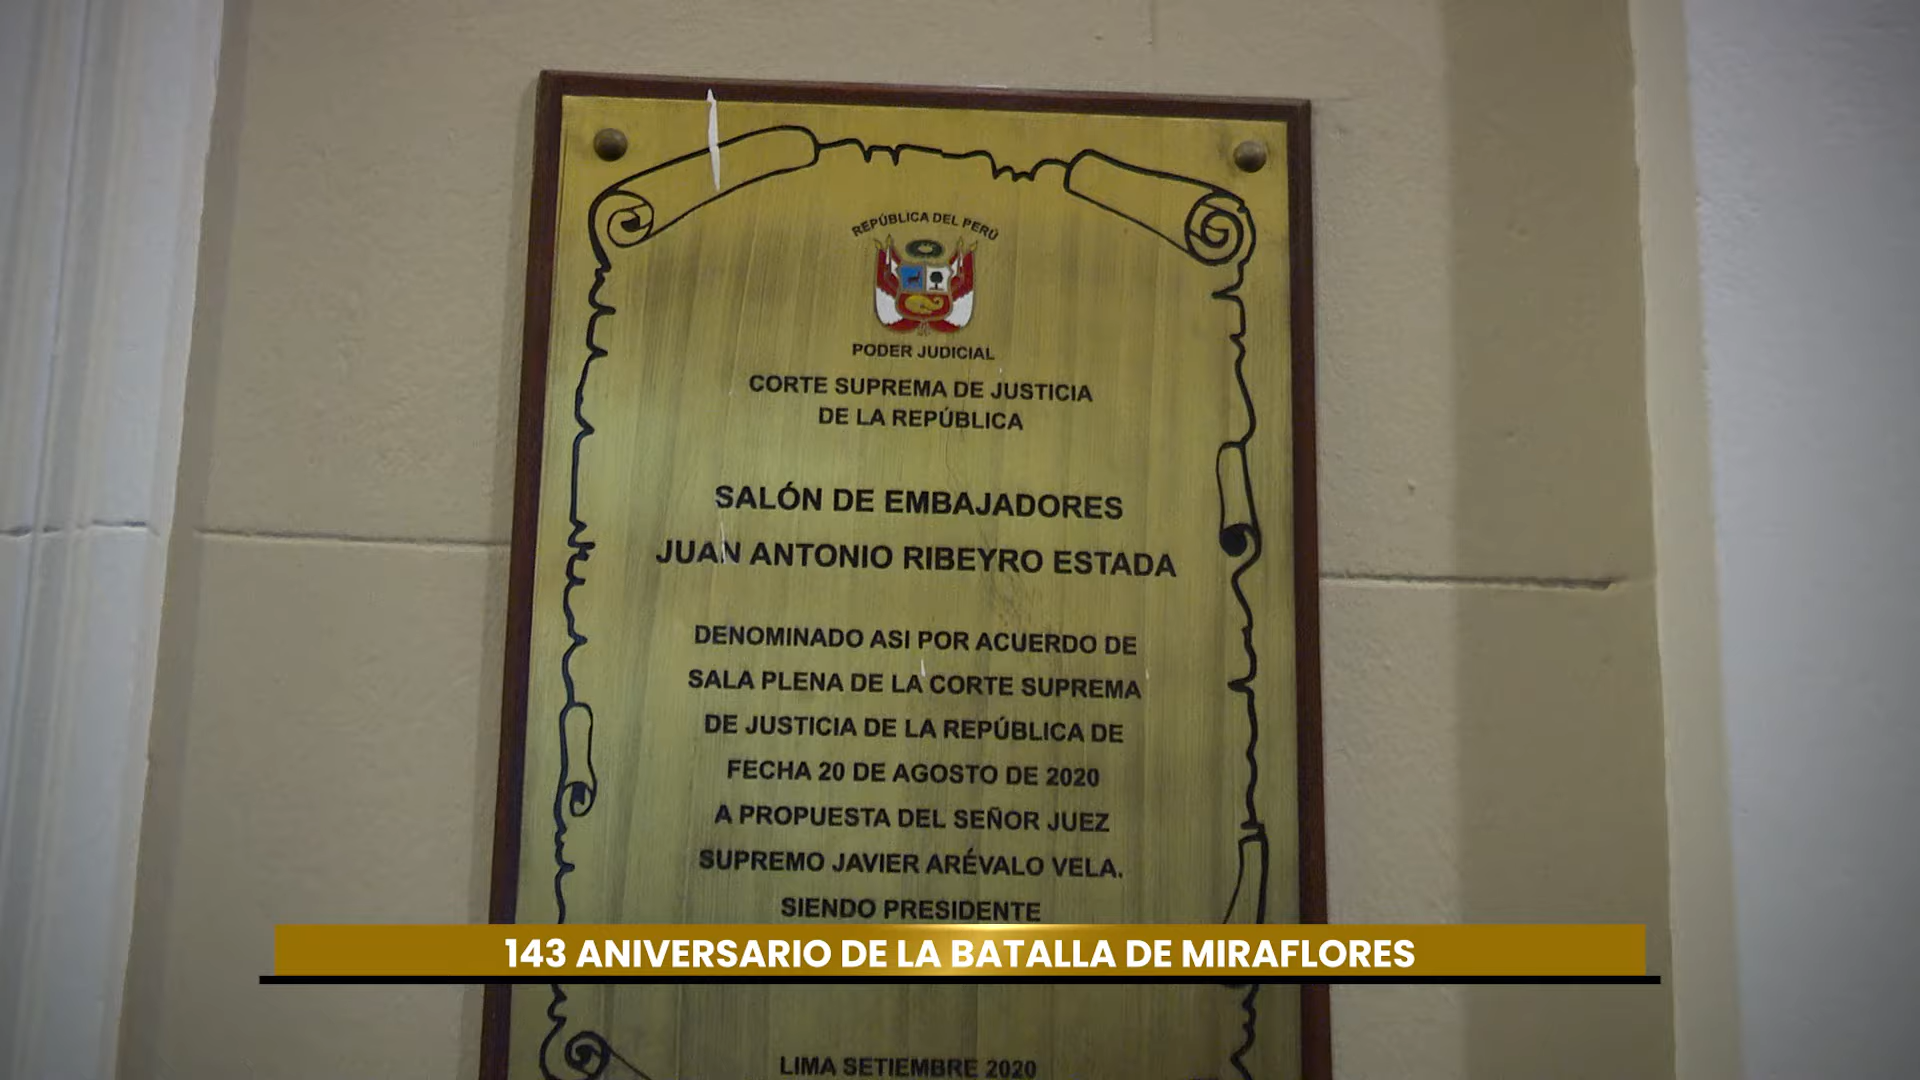 REPÚBLICA DEL PERÚ
PODER JUDICIAL
CORTE SUPREMA DE JUSTICIA
DE LA REPÚBLICA
SALÓN DE EMBAJADORES
JUAN ANTONIO RIBEYRO ESTADA
DENOMINADO ASI POR ACUERDO DE
SALA PLENA DE LA CORTE SUPREMA
DE JUSTICIA DE LA REPÚBLICA DE
FECHA 20 DE AGOSTO DE 2020
A PROPUESTA DEL SEÑOR JUEZ
SUPREMO JAVIER ARÉVALO VELA.
SIENDO PRESIDENTE
143 ANIVERSARIO DE LA BATALLA DE MIRAFLORES
LIMA SETIEMBRE 2020